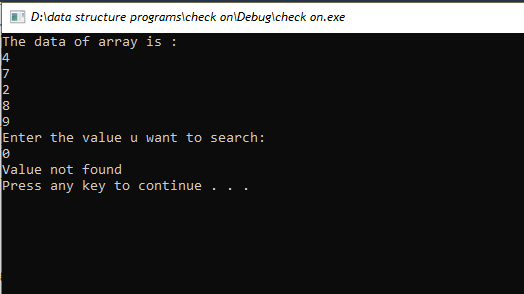 D:\data structure programs\check on\Debug\check on.exe
The data of array is :
4
7
2
8
9
Enter the value u want to search:
0
Value not found
Press any key to continue . . .